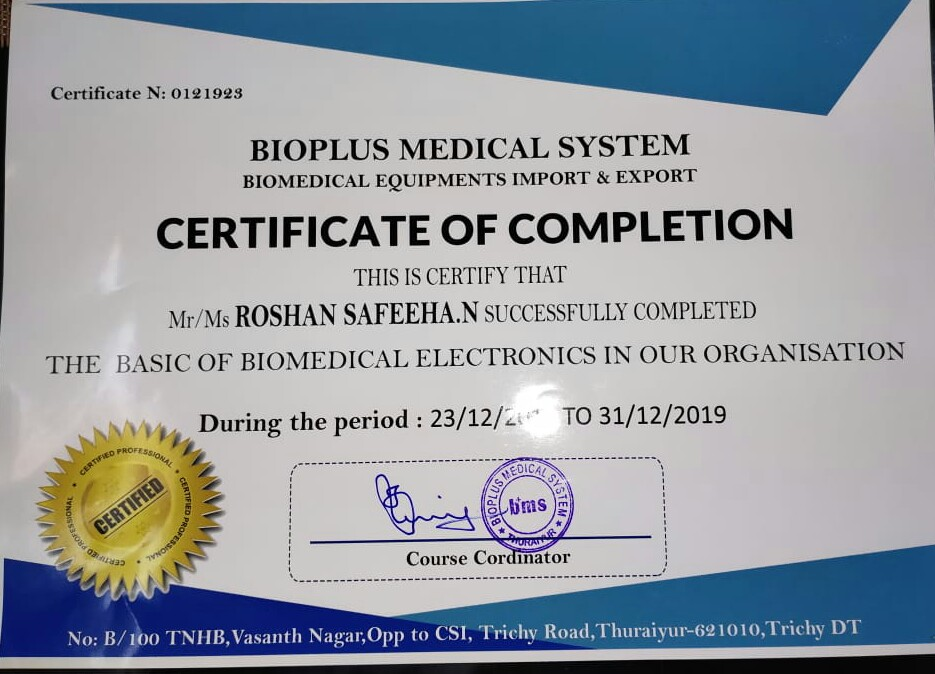 Certificate N: 0121923
BIOPLUS MEDICAL SYSTEM
BIOMEDICAL EQUIPMENTS IMPORT & EXPORT
CERTIFICATE OF COMPLETION
THIS IS CERTIFY THAT
Mr/Ms ROSHAN SAFEEHA.N SUCCESSFULLY COMPLETED
THE BASIC OF BIOMEDICAL ELECTRONICS IN OUR ORGANISATION
During the period : 23/12/ TO 31/12/2019
CERTIFIED PROFESSIONAL
CERTIFIED PROFESSIONAL
CERTIFIED PROFESSIONAL
CERTIFIED
BIOPLUS MEDICAL SYSTEM
bms
THURAIYUR
Course Cordinator
No: B/100 TNHB,Vasanth Nagar,Opp to CSI, Trichy Road,Thuraiyur-621010,Trichy DT